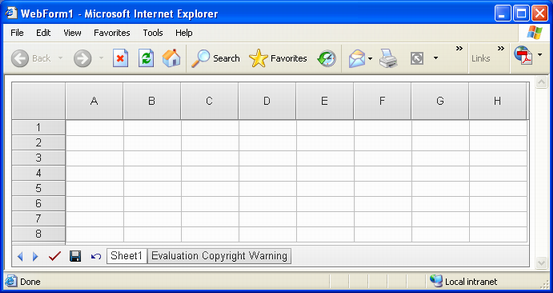 WebForm1 - Microsoft Internet Explorer
File Edit View Favorites Tools Help
Back Search Favorites » Links »
A B C D E F G H
1
2
3
4
5
6
7
8
Sheet1 Evaluation Copyright Warning
Done Local intranet